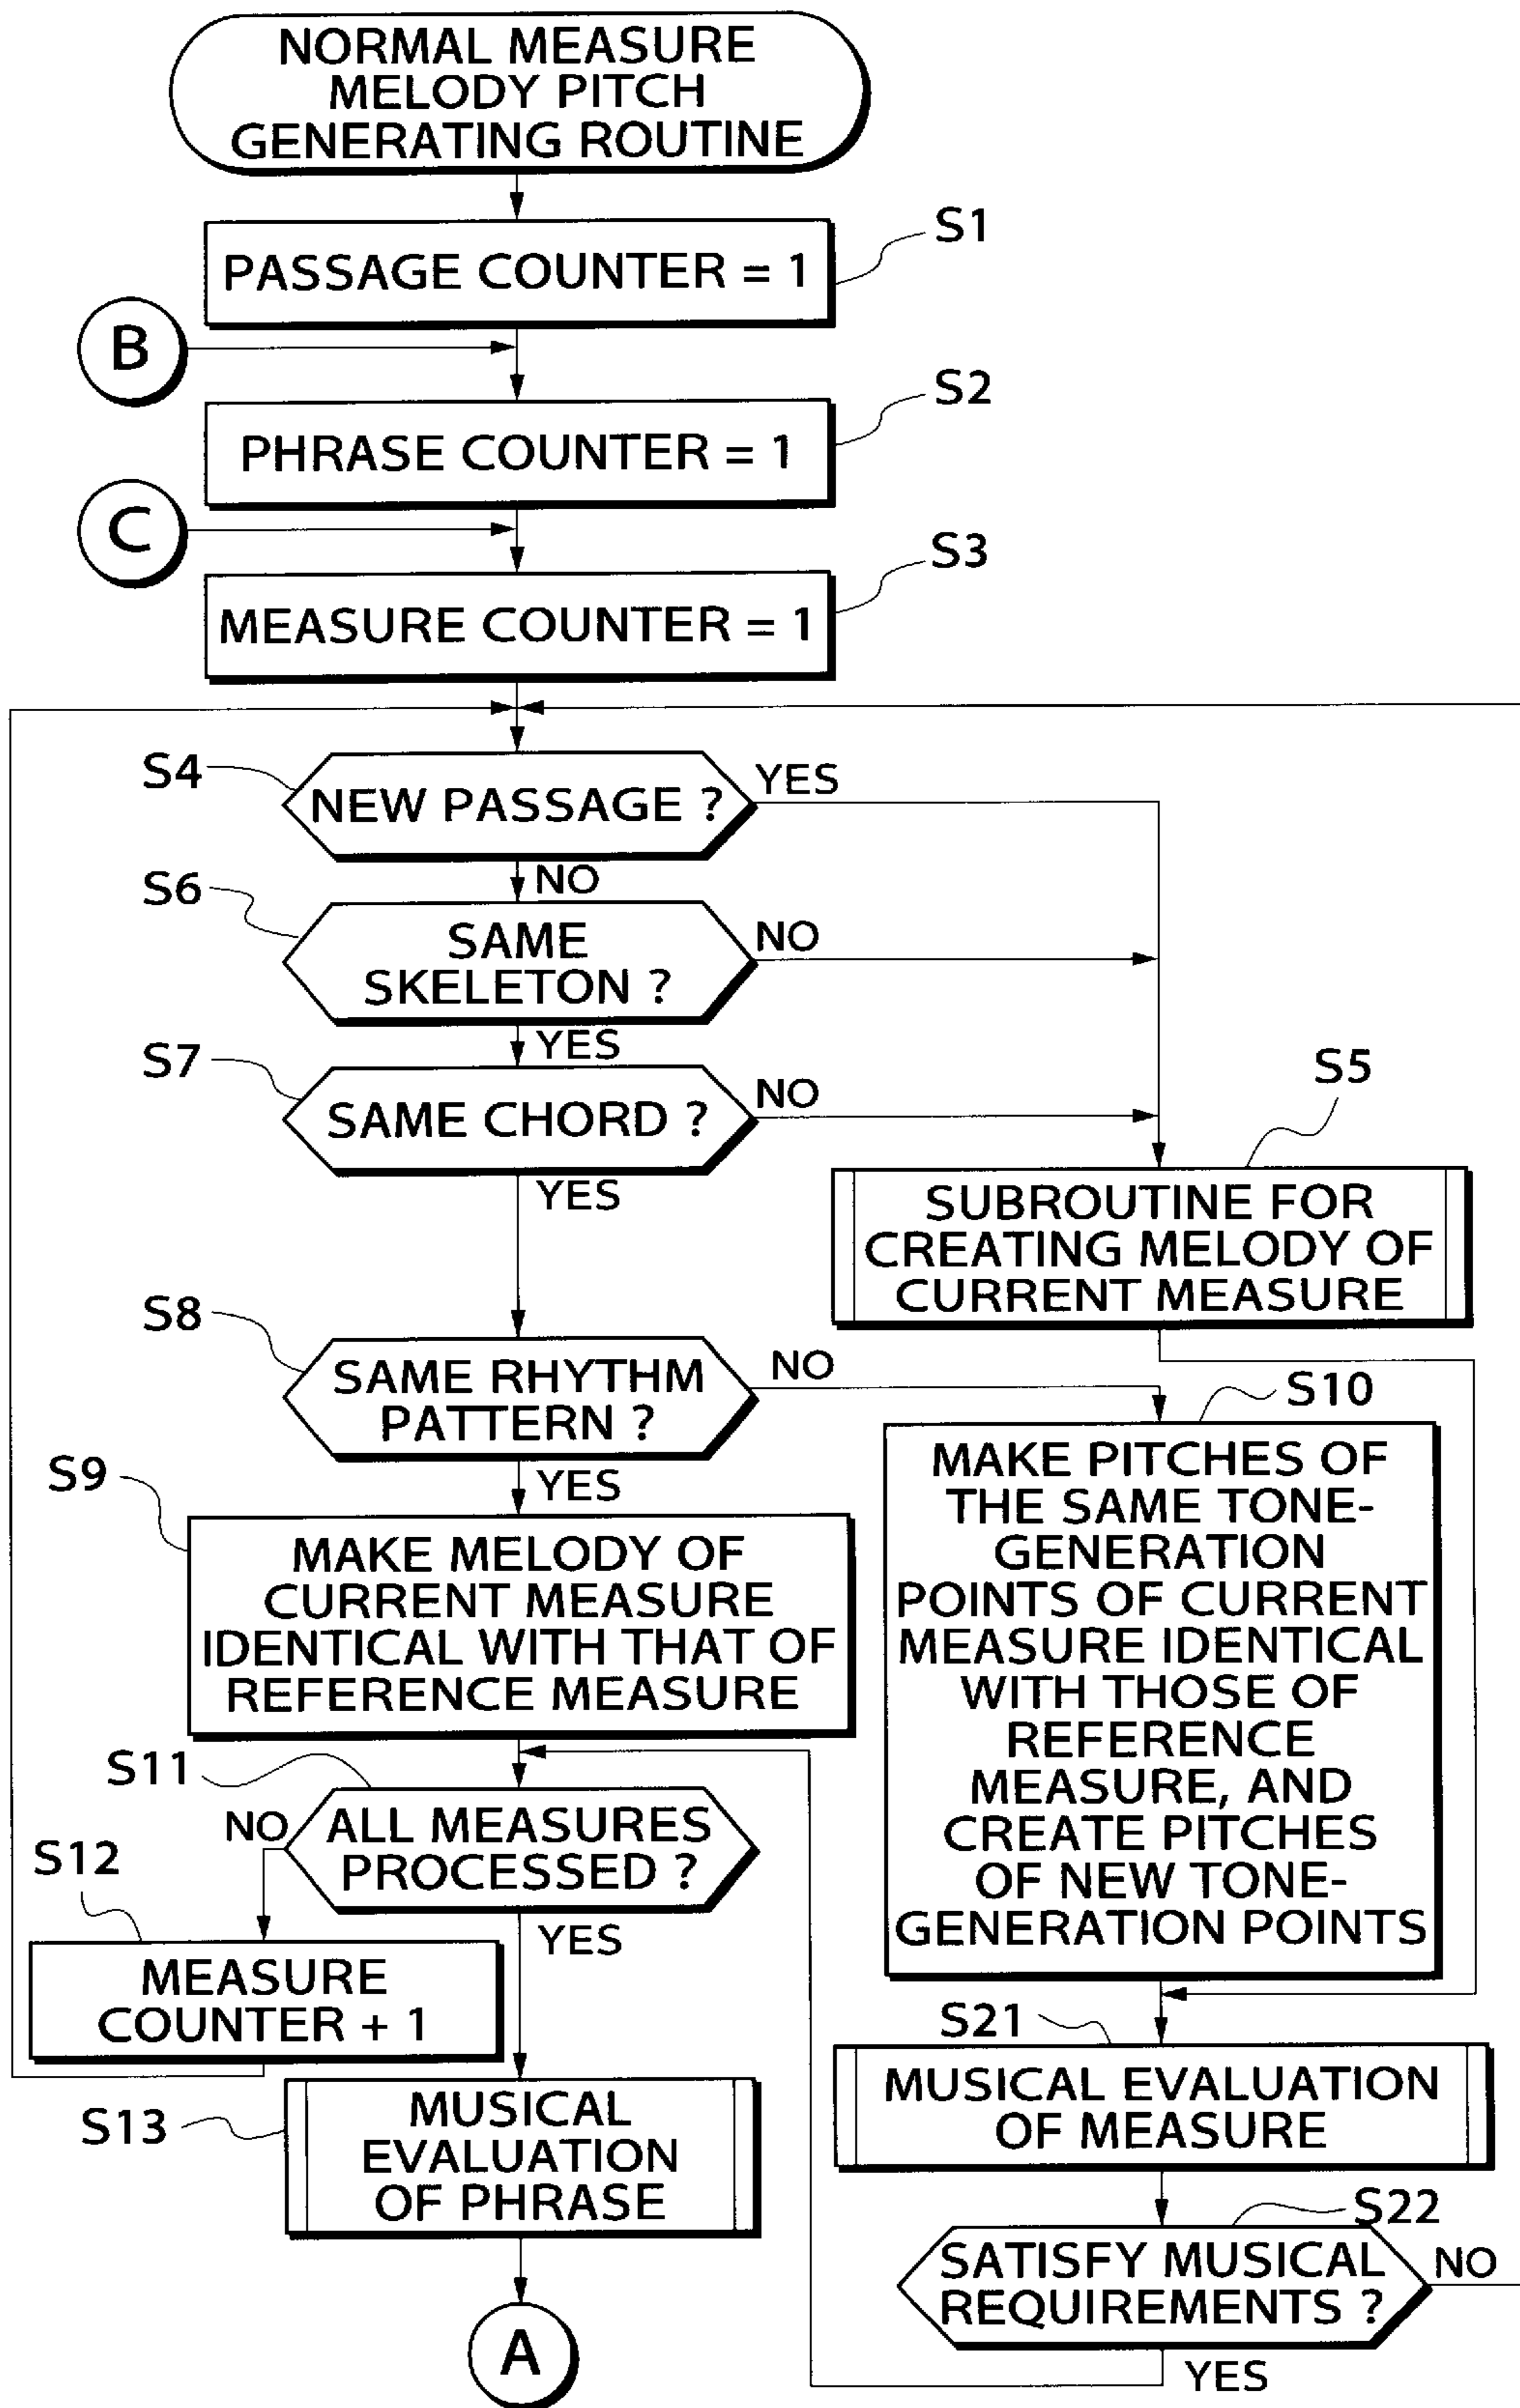 NORMAL MEASURE
MELODY PITCH
GENERATING ROUTINE
S1
PASSAGE COUNTER = 1
B
S2
PHRASE COUNTER = 1
C
S3
MEASURE COUNTER = 1
S4
NEW PASSAGE ?
YES
NO
S6
SAME
SKELETON ?
NO
YES
S7
SAME CHORD ?
NO
YES
S5
SUBROUTINE FOR
CREATING MELODY OF
CURRENT MEASURE
S8
SAME RHYTHM
PATTERN ?
NO
YES
S10
MAKE PITCHES OF
THE SAME TONE-
GENERATION
POINTS OF CURRENT
MEASURE IDENTICAL
WITH THOSE OF
REFERENCE
MEASURE, AND
CREATE PITCHES
OF NEW TONE-
GENERATION POINTS
S9
MAKE MELODY OF
CURRENT MEASURE
IDENTICAL WITH THAT OF
REFERENCE MEASURE
S11
ALL MEASURES
PROCESSED ?
NO
YES
S12
MEASURE
COUNTER + 1
S13
MUSICAL
EVALUATION
OF PHRASE
A
S21
MUSICAL EVALUATION
OF MEASURE
S22
SATISFY MUSICAL
REQUIREMENTS ?
NO
YES